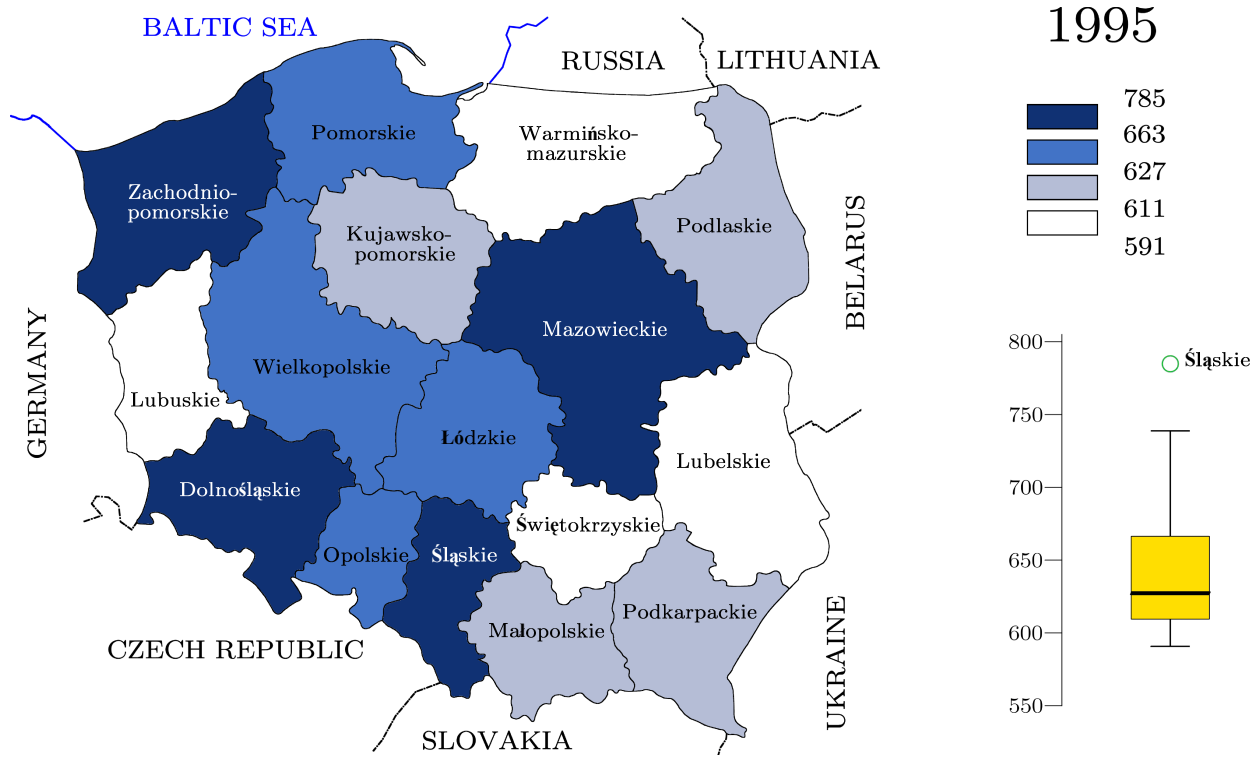 1995
BALTIC SEA
RUSSIA
LITHUANIA
785
663
627
611
591
Pomorskie
Warmińsko-
mazurskie
Zachodnio-
pomorskie
Kujawsko-
pomorskie
Podlaskie
BELARUS
GERMANY
Mazowieckie
Wielkopolskie
Lubuskie
Łódzkie
Lubelskie
Dolnośląskie
Świętokrzyskie
Opolskie
Śląskie
Małopolskie
Podkarpackie
CZECH REPUBLIC
UKRAINE
SLOVAKIA
800
Śląskie
750
700
650
600
550